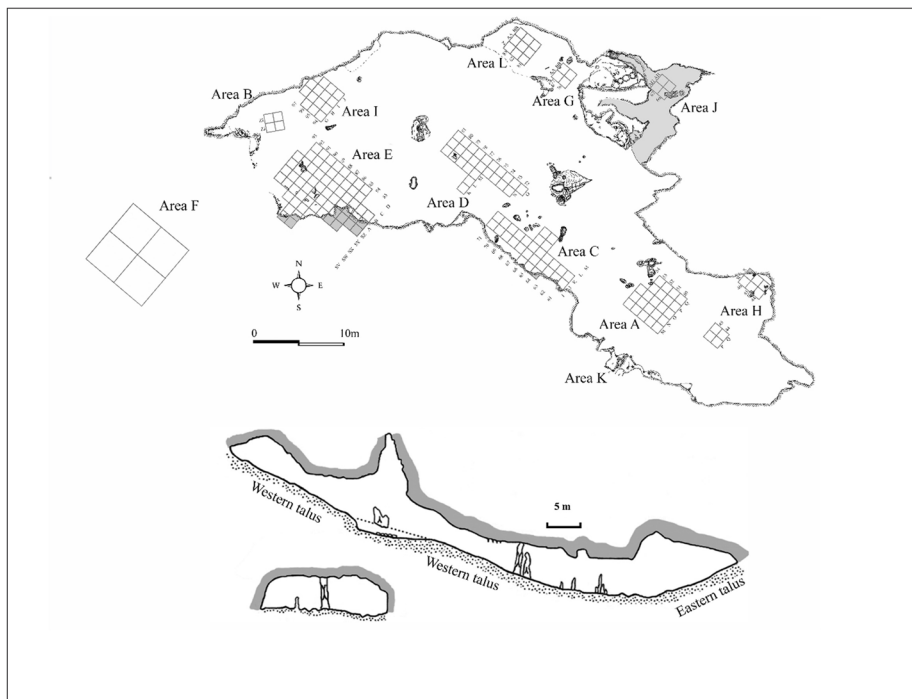 Area L
Area B
Area G
Area J
Area I
Area E
Area F
Area D
Area C
N
W E
S
Area H
Area A
0 10m
Area K
5 m
Western talus
Western talus
Eastern talus